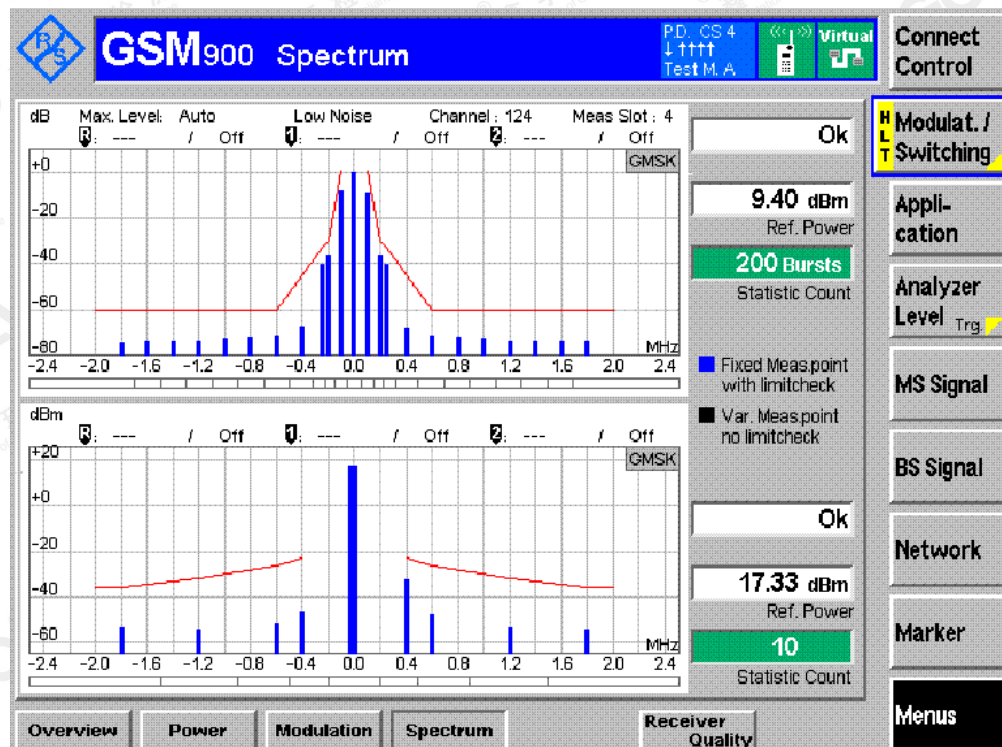 R&S
GSM900 Spectrum
P.D. CS 4
↓↑↑↑↑
Test M. A
Virtual
Connect Control
dB Max. Level: Auto Low Noise Channel : 124 Meas Slot : 4
R: --- / Off 1: --- / Off 2: --- / Off
GMSK
+0
-20
-40
-60
-80
MHz
-2.4 -2.0 -1.6 -1.2 -0.8 -0.4 0.0 0.4 0.8 1.2 1.6 2.0 2.4
Ok
9.40 dBm
Ref. Power
200 Bursts
Statistic Count
Fixed Meas.point
with limitcheck
Var. Meas.point
no limitcheck
dBm
R: --- / Off 1: --- / Off 2: --- / Off
GMSK
+20
+0
-20
-40
-60
MHz
-2.4 -2.0 -1.6 -1.2 -0.8 -0.4 0.0 0.4 0.8 1.2 1.6 2.0 2.4
Ok
17.33 dBm
Ref. Power
10
Statistic Count
HLT
Modulat. /
Switching
Appli-
cation
Analyzer
Level Trg.
MS Signal
BS Signal
Network
Marker
Menus
Overview Power Modulation Spectrum Receiver
Quality